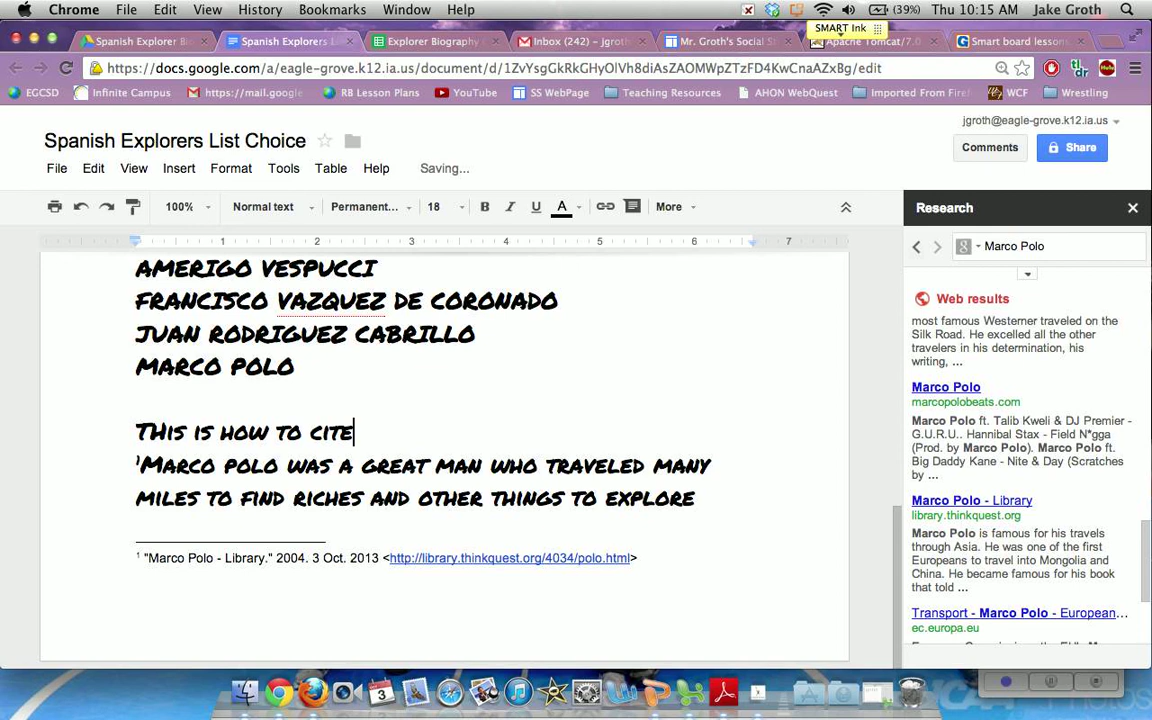 Chrome File Edit View History Bookmarks Window Help (39%) Thu 10:15 AM Jake Groth
SMART Ink
Spanish Explorer B Spanish Explorers L Explorer Biography Inbox (242) – jgroth Mr. Groth's Social S Apache Tomcat/7.0 Smart board lesson
https://docs.google.com/a/eagle-grove.k12.ia.us/document/d/1ZvYsgGkRkGHyOlVh8diAsZAOMWpZTzFD4KwCnaAZxBg/edit
EGCSD Infinite Campus https://mail.google RB Lesson Plans YouTube SS WebPage Teaching Resources AHON WebQuest Imported From Firef WCF Wrestling
jgroth@eagle-grove.k12.ia.us
Spanish Explorers List Choice
Comments Share
File Edit View Insert Format Tools Table Help Saving...
100% Normal text Permanent... 18 B I U A More
Research
1 2 3 4 5 6 7
Marco Polo
AMERIGO VESPUCCI
FRANCISCO VAZQUEZ DE CORONADO
JUAN RODRIGUEZ CABRILLO
MARCO POLO
THIS IS HOW TO CITE
¹MARCO POLO WAS A GREAT MAN WHO TRAVELED MANY
MILES TO FIND RICHES AND OTHER THINGS TO EXPLORE
¹ "Marco Polo - Library." 2004. 3 Oct. 2013 <http://library.thinkquest.org/4034/polo.html>
Web results
most famous Westerner traveled on the
Silk Road. He excelled all the other
travelers in his determination, his
writing, ...
Marco Polo
marcopolobeats.com
Marco Polo ft. Talib Kweli & DJ Premier -
G.U.R.U.. Hannibal Stax - Field N*gga
(Prod. by Marco Polo). Marco Polo ft.
Big Daddy Kane - Nite & Day (Scratches
by ...
Marco Polo - Library
library.thinkquest.org
Marco Polo is famous for his travels
through Asia. He was one of the first
Europeans to travel into Mongolia and
China. He became famous for his book
that told ...
Transport - Marco Polo - European...
ec.europa.eu